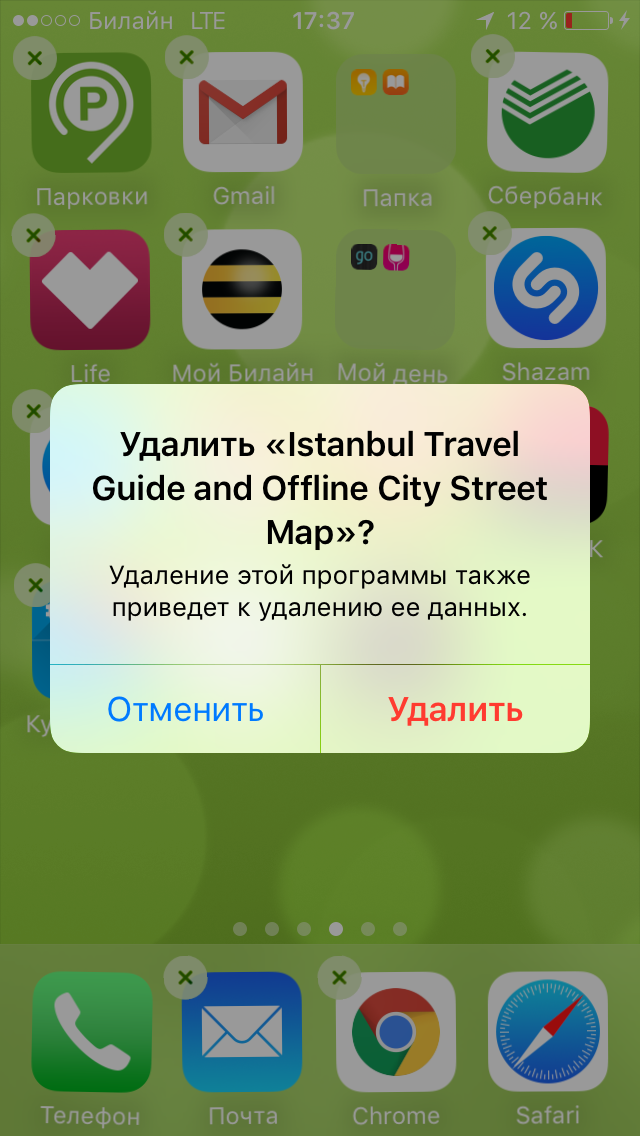 Билайн LTE 17:37 12 %
Парковки Gmail Папка Сбербанк
Life Мой Билайн Мой день Shazam
Удалить «Istanbul Travel
Guide and Offline City Street
Map»?
Удаление этой программы также
приведет к удалению ее данных.
Отменить Удалить
Телефон Почта Chrome Safari